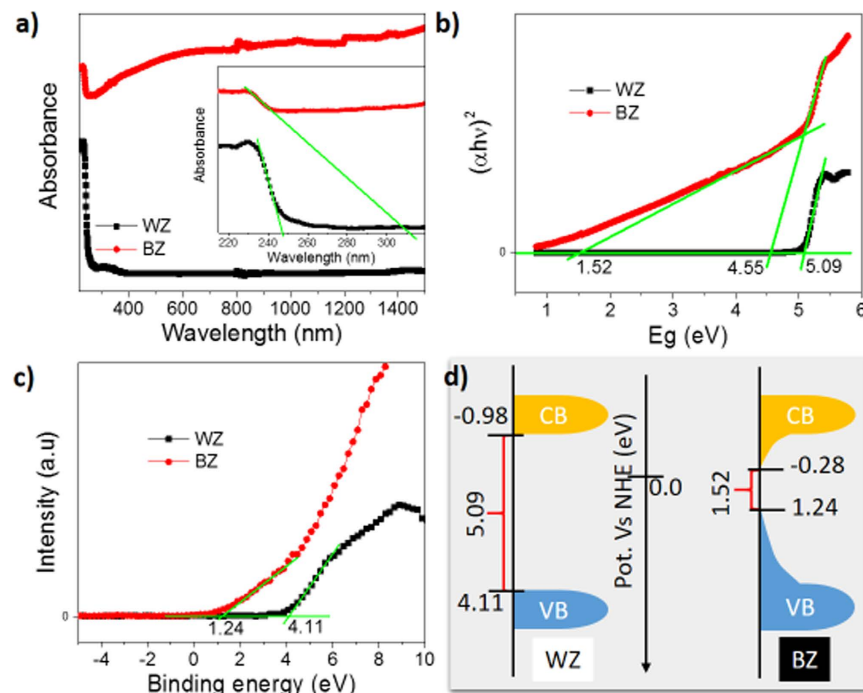 a)
Absorbance
WZ
BZ
400 600 800 1000 1200 1400
Wavelength (nm)
Absorbance
220 240 260 280 300
Wavelength (nm)
b)
(αhν)²
WZ
BZ
0
1.52 4.55 5.09
1 2 3 4 5 6
Eg (eV)
c)
Intensity (a.u)
WZ
BZ
0
1.24 4.11
-4 -2 0 2 4 6 8 10
Binding energy (eV)
d)
CB
-0.98
5.09
4.11
VB
WZ
Pot. Vs NHE (eV)
0.0
CB
-0.28
1.52
1.24
VB
BZ